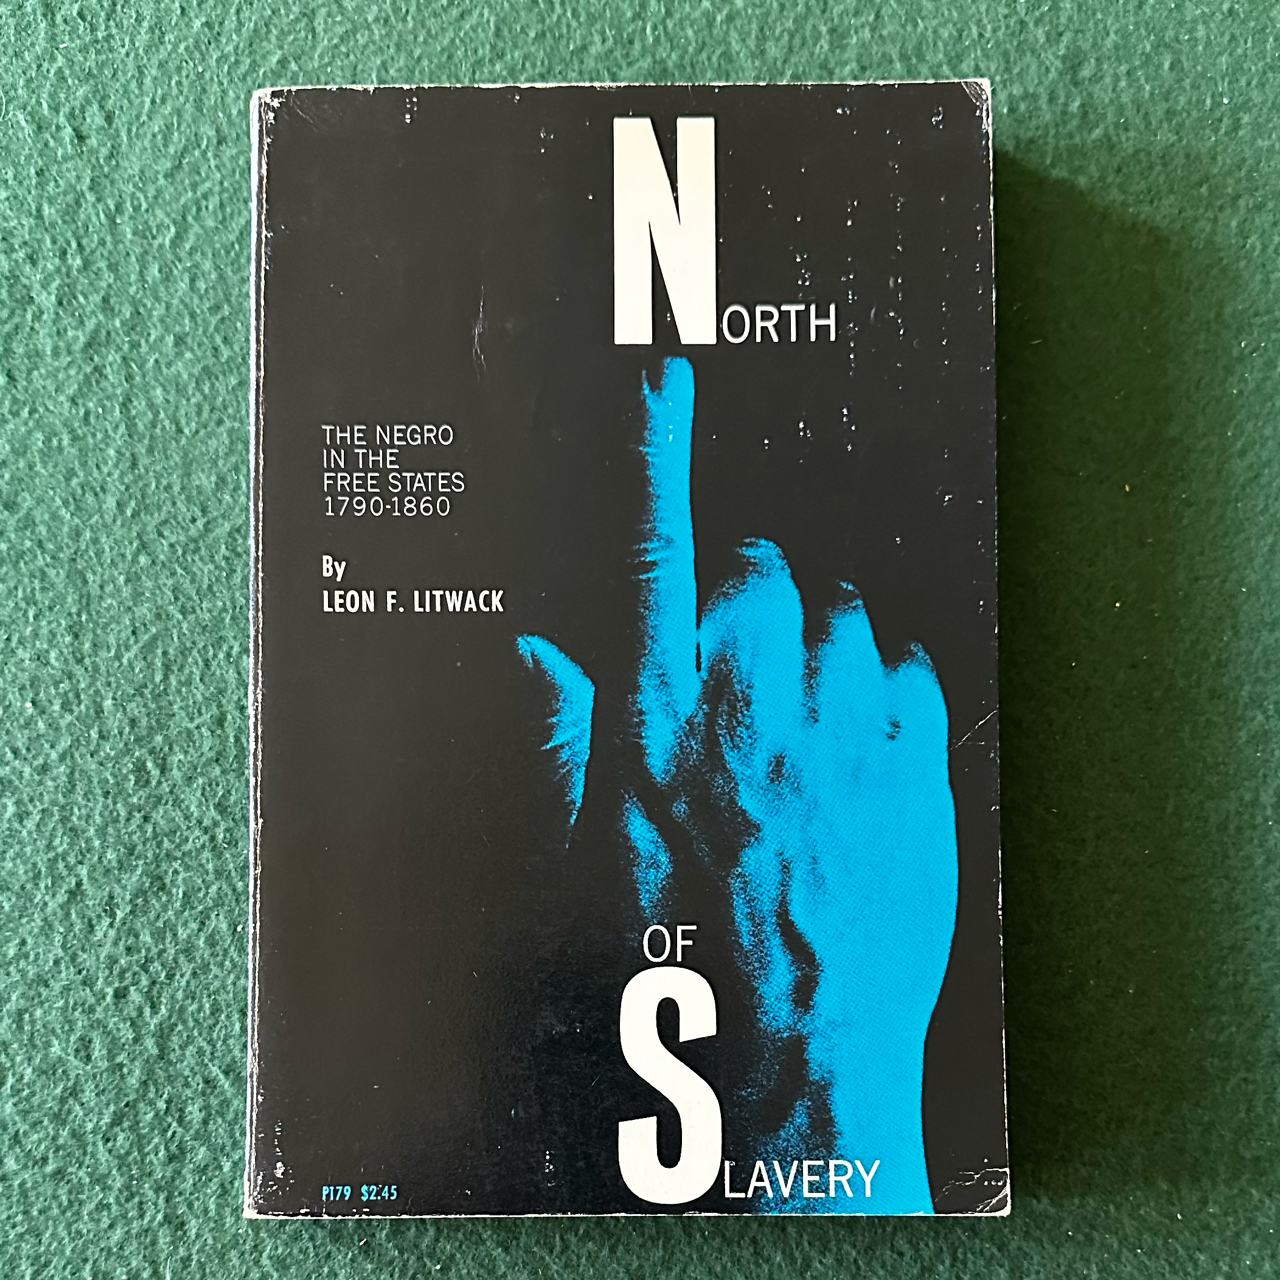 NORTH
THE NEGRO
IN THE
FREE STATES
1790-1860
By
LEON F. LITWACK
OF
SLAVERY
P179 $2.45